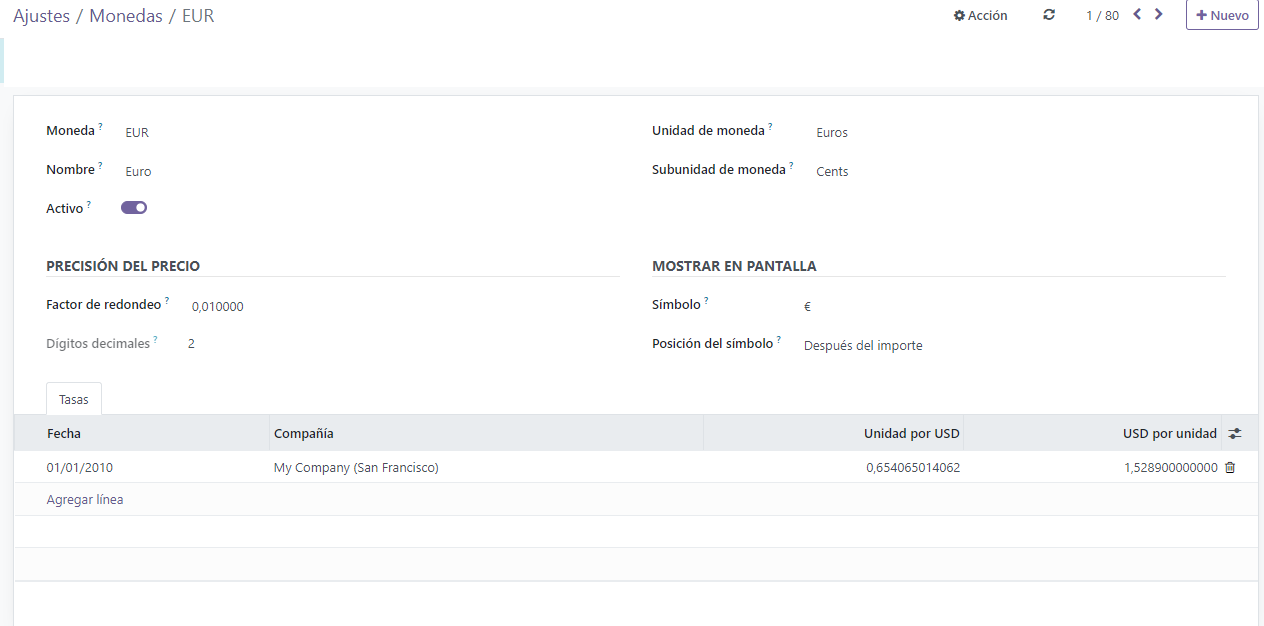 Ajustes / Monedas / EUR Acción 1 / 80 + Nuevo
Moneda ? EUR Unidad de moneda ? Euros
Nombre ? Euro Subunidad de moneda ? Cents
Activo ?
PRECISIÓN DEL PRECIO MOSTRAR EN PANTALLA
Factor de redondeo ? 0,010000 Símbolo ? €
Dígitos decimales ? 2 Posición del símbolo ? Después del importe
Tasas
Fecha Compañía Unidad por USD USD por unidad
01/01/2010 My Company (San Francisco) 0,654065014062 1,528900000000
Agregar línea